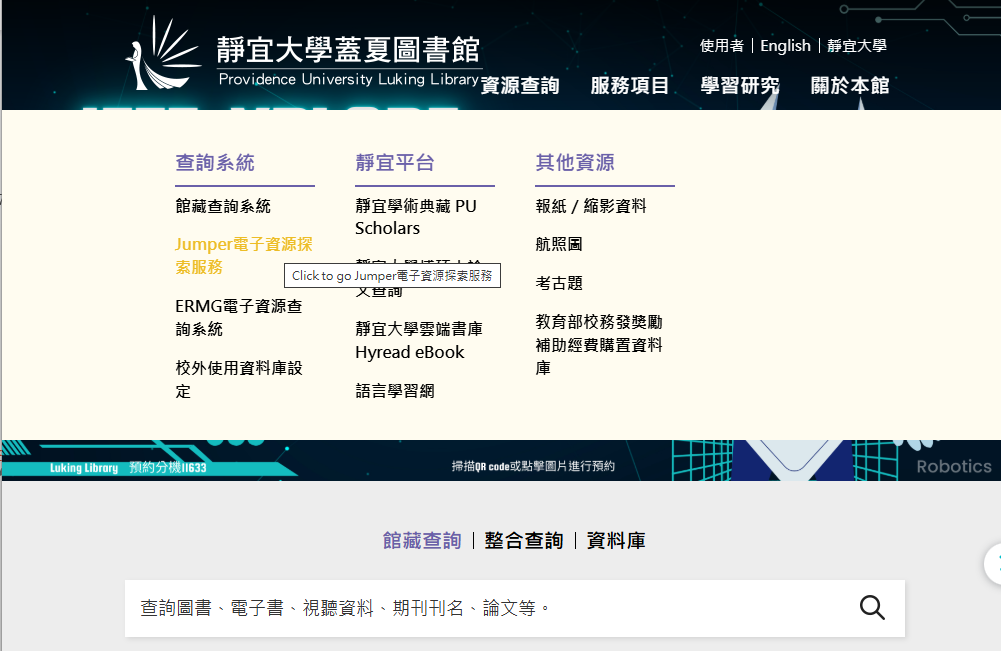 靜宜大學蓋夏圖書館
Providence University Luking Library
使用者 | English | 靜宜大學
資源查詢 服務項目 學習研究 關於本館
查詢系統
館藏查詢系統
Jumper電子資源探
索服務
ERMG電子資源查
詢系統
校外使用資料庫設
定
靜宜平台
靜宜學術典藏 PU
Scholars
文查詢
靜宜大學雲端書庫
Hyread eBook
語言學習網
其他資源
報紙 / 縮影資料
航照圖
考古題
教育部校務發獎勵
補助經費購置資料
庫
Click to go Jumper電子資源探索服務
Luking Library 預約分機11633
掃描QR code或點擊圖片進行預約
Robotics
館藏查詢 | 整合查詢 | 資料庫
查詢圖書、電子書、視聽資料、期刊刊名、論文等。